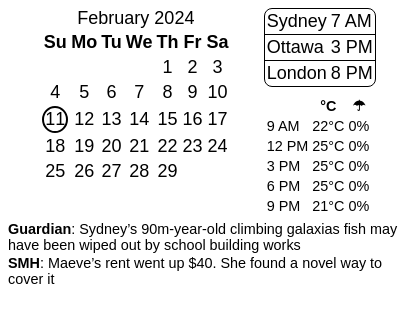 February 2024
Su Mo Tu We Th Fr Sa
1 2 3
4 5 6 7 8 9 10
11 12 13 14 15 16 17
18 19 20 21 22 23 24
25 26 27 28 29
Sydney 7 AM
Ottawa 3 PM
London 8 PM
°C ☂
9 AM 22°C 0%
12 PM 25°C 0%
3 PM 25°C 0%
6 PM 25°C 0%
9 PM 21°C 0%
Guardian: Sydney’s 90m-year-old climbing galaxias fish may
have been wiped out by school building works
SMH: Maeve’s rent went up $40. She found a novel way to
cover it